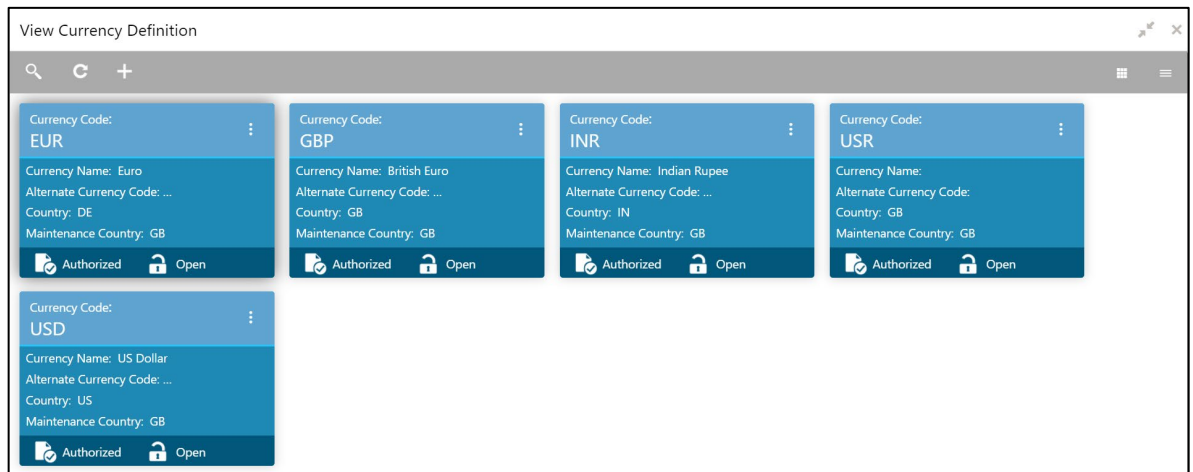 View Currency Definition
Currency Code:
EUR
Currency Name: Euro
Alternate Currency Code: ...
Country: DE
Maintenance Country: GB
Authorized Open
Currency Code:
GBP
Currency Name: British Euro
Alternate Currency Code: ...
Country: GB
Maintenance Country: GB
Authorized Open
Currency Code:
INR
Currency Name: Indian Rupee
Alternate Currency Code: ...
Country: IN
Maintenance Country: GB
Authorized Open
Currency Code:
USR
Currency Name:
Alternate Currency Code:
Country: GB
Maintenance Country: GB
Authorized Open
Currency Code:
USD
Currency Name: US Dollar
Alternate Currency Code: ...
Country: US
Maintenance Country: GB
Authorized Open